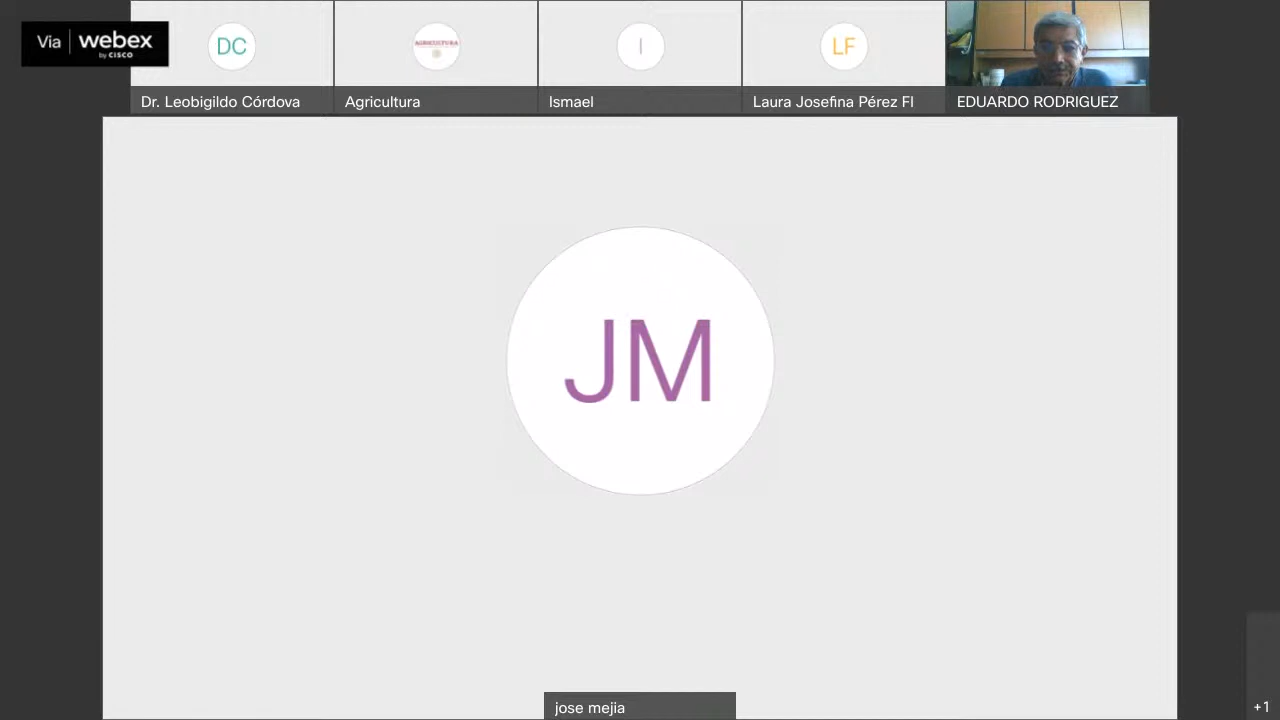 Via webex
by CISCO
DC
AGRICULTURA
I
LF
Dr. Leobigildo Córdova
Agricultura
Ismael
Laura Josefina Pérez Fl
EDUARDO RODRIGUEZ
JM
jose mejia
+1